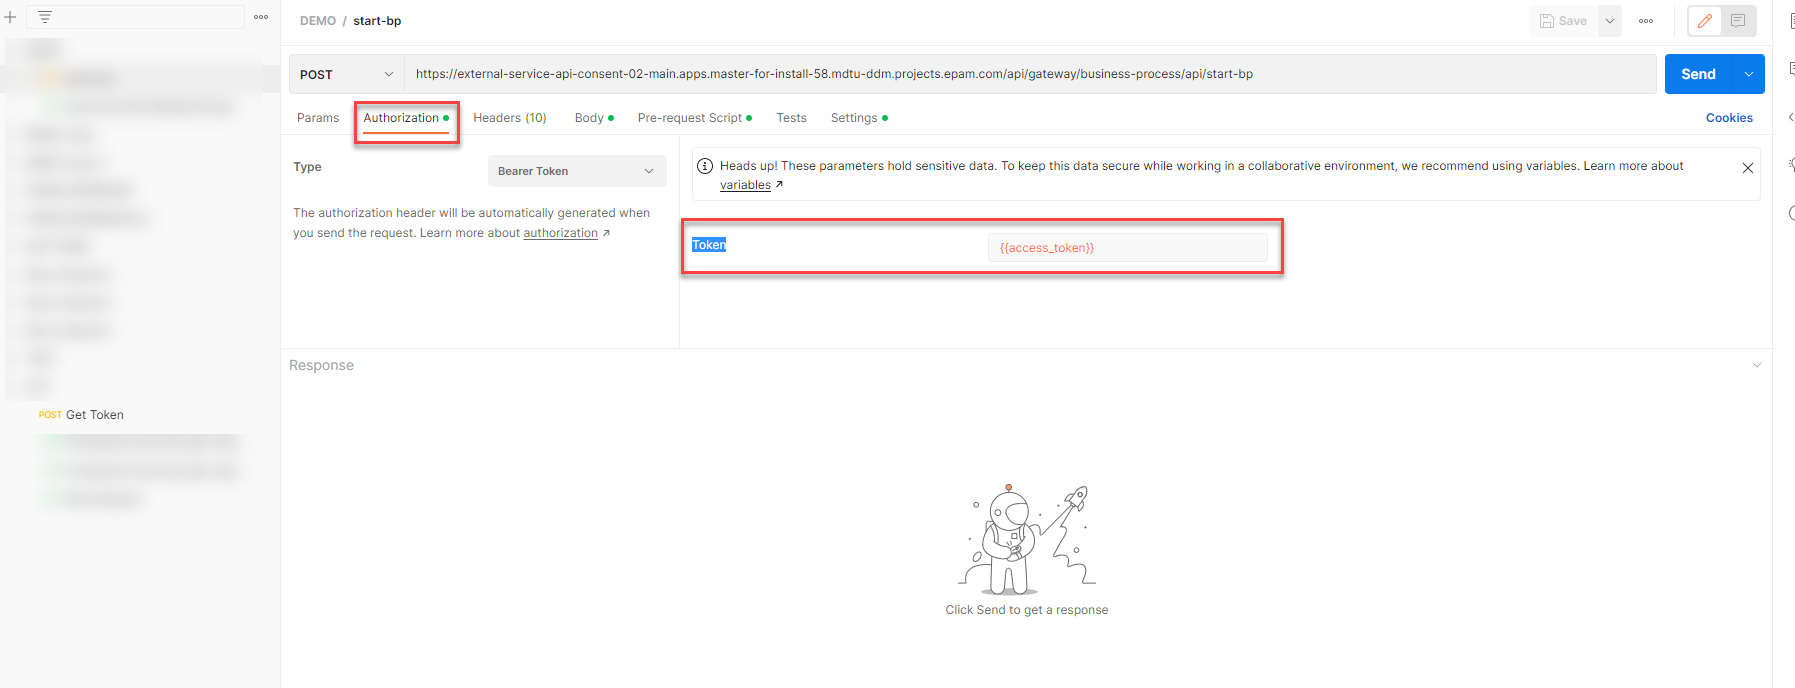 DEMO / start-bp
Save
POST
https://external-service-api-consent-02-main.apps.master-for-install-58.mdtu-ddm.projects.epam.com/api/gateway/business-process/api/start-bp
Send
Params
Authorization
Headers (10)
Body
Pre-request Script
Tests
Settings
Cookies
Type
Bearer Token
The authorization header will be automatically generated when
you send the request. Learn more about authorization ↗
Heads up! These parameters hold sensitive data. To keep this data secure while working in a collaborative environment, we recommend using variables. Learn more about
variables ↗
Token
{{access_token}}
Response
POST Get Token
Click Send to get a response